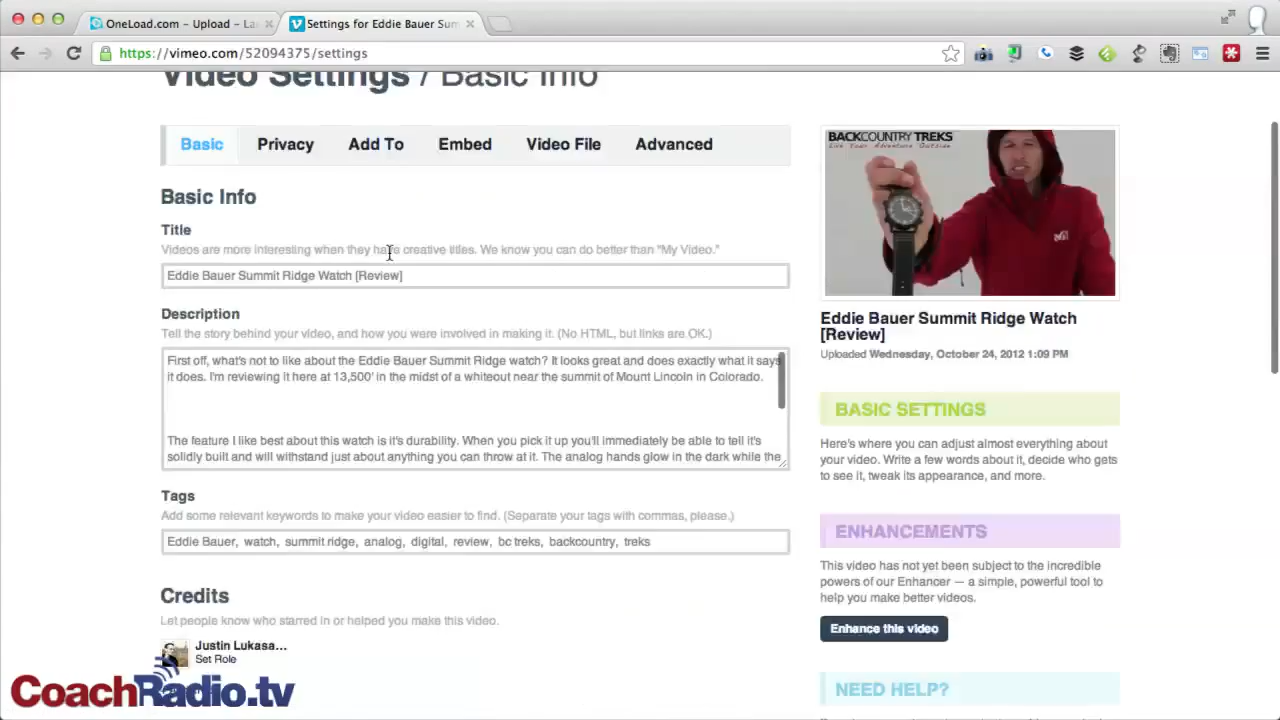 OneLoad.com - Upload - La
Settings for Eddie Bauer Sum
https://vimeo.com/52094375/settings
Video Settings / Basic Info
Basic
Privacy
Add To
Embed
Video File
Advanced
Basic Info
Title
Videos are more interesting when they have creative titles. We know you can do better than "My Video."
Eddie Bauer Summit Ridge Watch [Review]
Description
Tell the story behind your video, and how you were involved in making it. (No HTML, but links are OK.)
First off, what's not to like about the Eddie Bauer Summit Ridge watch? It looks great and does exactly what it says
it does. I'm reviewing it here at 13,500' in the midst of a whiteout near the summit of Mount Lincoln in Colorado.
The feature I like best about this watch is it's durability. When you pick it up you'll immediately be able to tell it's
solidly built and will withstand just about anything you can throw at it. The analog hands glow in the dark while the
Tags
Add some relevant keywords to make your video easier to find. (Separate your tags with commas, please.)
Eddie Bauer, watch, summit ridge, analog, digital, review, bc treks, backcountry, treks
Credits
Let people know who starred in or helped you make this video.
Justin Lukasa...
Set Role
CoachRadio.tv
BACKCOUNTRY TREKS
Live Your Adventure Outside
Eddie Bauer Summit Ridge Watch
[Review]
Uploaded Wednesday, October 24, 2012 1:09 PM
BASIC SETTINGS
Here's where you can adjust almost everything about
your video. Write a few words about it, decide who gets
to see it, tweak its appearance, and more.
ENHANCEMENTS
This video has not yet been subject to the incredible
powers of our Enhancer — a simple, powerful tool to
help you make better videos.
Enhance this video
NEED HELP?